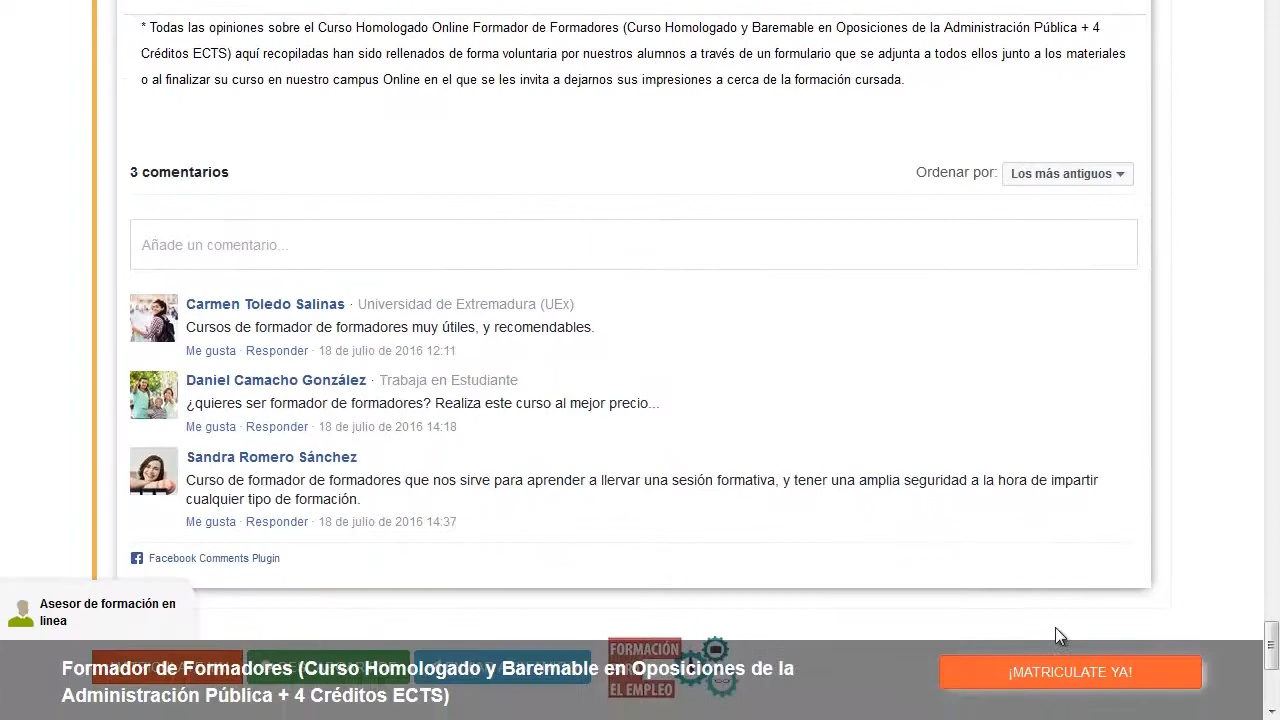 * Todas las opiniones sobre el Curso Homologado Online Formador de Formadores (Curso Homologado y Baremable en Oposiciones de la Administración Pública + 4
Créditos ECTS) aquí recopiladas han sido rellenados de forma voluntaria por nuestros alumnos a través de un formulario que se adjunta a todos ellos junto a los materiales
o al finalizar su curso en nuestro campus Online en el que se les invita a dejarnos sus impresiones a cerca de la formación cursada.
3 comentarios
Ordenar por: Los más antiguos
Añade un comentario...
Carmen Toledo Salinas · Universidad de Extremadura (UEx)
Cursos de formador de formadores muy útiles, y recomendables.
Me gusta · Responder · 18 de julio de 2016 12:11
Daniel Camacho González · Trabaja en Estudiante
¿quieres ser formador de formadores? Realiza este curso al mejor precio...
Me gusta · Responder · 18 de julio de 2016 14:18
Sandra Romero Sánchez
Curso de formador de formadores que nos sirve para aprender a llervar una sesión formativa, y tener una amplia seguridad a la hora de impartir
cualquier tipo de formación.
Me gusta · Responder · 18 de julio de 2016 14:37
Facebook Comments Plugin
Asesor de formación en
linea
FORMACIÓN
EL EMPLEO
Formador de Formadores (Curso Homologado y Baremable en Oposiciones de la
Administración Pública + 4 Créditos ECTS)
¡MATRICULATE YA!